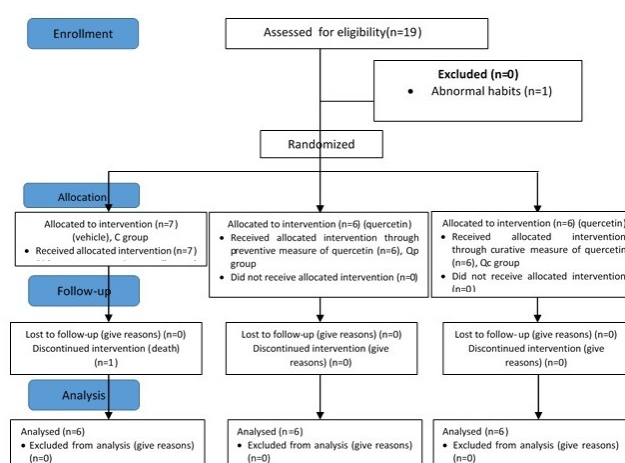 Enrollment
Assessed for eligibility(n=19)
Excluded (n=0)
• Abnormal habits (n=1)
Randomized
Allocation
Allocated to intervention (n=7)
(vehicle), C group
• Received allocated intervention (n=7)
Allocated to intervention (n=6) (quercetin)
• Received allocated intervention through
preventive measure of quercetin (n=6), Qp
group
• Did not receive allocated intervention (n=0)
Allocated to intervention (n=6) (quercetin)
• Received allocated intervention
through curative measure of quercetin
(n=6), Qc group
• Did not receive allocated intervention
(n=0)
Follow-up
Lost to follow-up (give reasons) (n=0)
Discontinued intervention (death)
(n=1)
Lost to follow-up (give reasons) (n=0)
Discontinued intervention (give
reasons) (n=0)
Lost to follow-up (give reasons) (n=0)
Discontinued intervention (give
reasons) (n=0)
Analysis
Analysed (n=6)
• Excluded from analysis (give reasons)
(n=0)
Analysed (n=6)
• Excluded from analysis (give reasons)
(n=0)
Analysed (n=6)
• Excluded from analysis (give reasons)
(n=0)